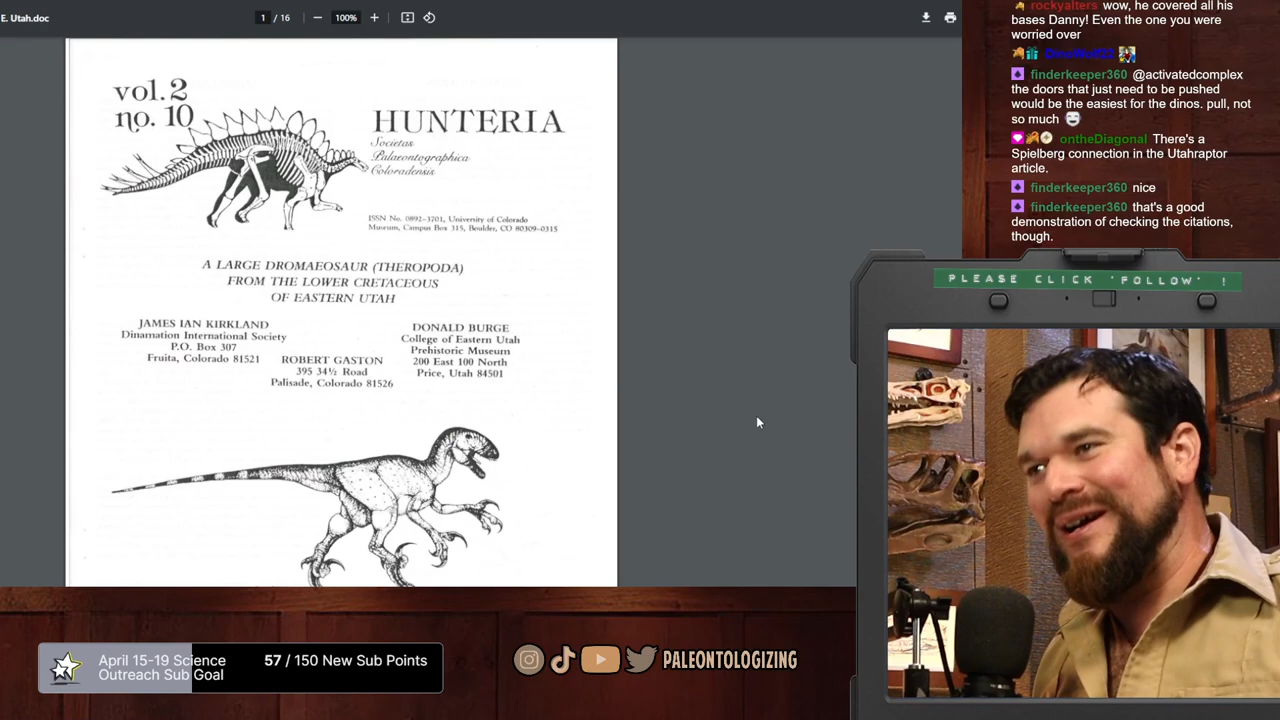 E. Utah.doc
1 / 16
100%
vol.2
no. 10
HUNTERIA
Societas
Palaeontographica
Coloradensis
ISSN No. 0892-3701, University of Colorado
Museum, Campus Box 315, Boulder, CO 80309-0315
A LARGE DROMAEOSAUR (THEROPODA)
FROM THE LOWER CRETACEOUS
OF EASTERN UTAH
JAMES IAN KIRKLAND
Dinamation International Society
P.O. Box 307
Fruita, Colorado 81521
ROBERT GASTON
395 34½ Road
Palisade, Colorado 81526
DONALD BURGE
College of Eastern Utah
Prehistoric Museum
200 East 100 North
Price, Utah 84501
rockyalters wow, he covered all his
bases Danny! Even the one you were
worried over
DinoWulf22
finderkeeper360 @activatedcomplex
the doors that just need to be pushed
would be the easiest for the dinos. pull, not
so much
ontheDiagonal There's a
Spielberg connection in the Utahraptor
article.
finderkeeper360 nice
finderkeeper360 that's a good
demonstration of checking the citations,
though.
PLEASE CLICK 'FOLLOW' !
April 15-19 Science
Outreach Sub Goal
57 / 150 New Sub Points
PALEONTOLOGIZING